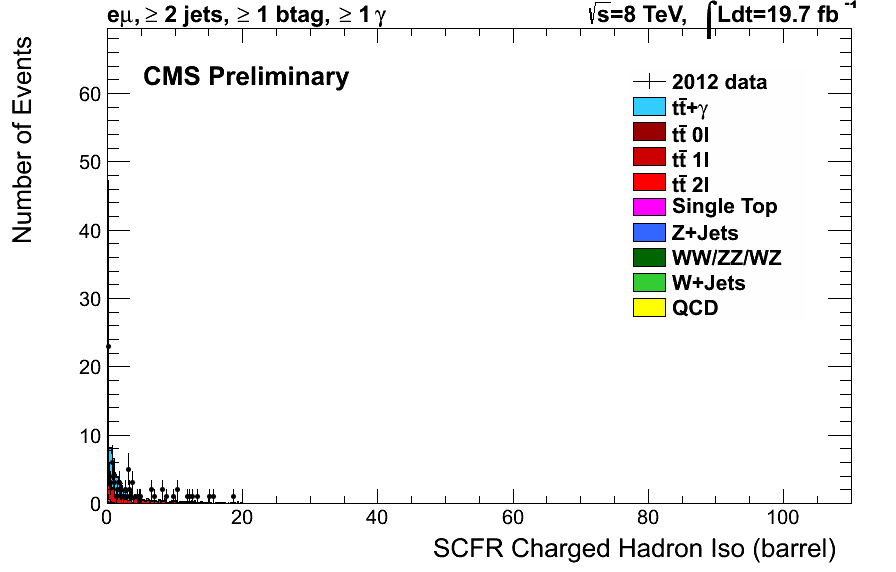 eμ, ≥ 2 jets, ≥ 1 btag, ≥ 1 γ
√s=8 TeV, ∫Ldt=19.7 fb⁻¹
CMS Preliminary
2012 data
tt̄+γ
tt̄ 0l
tt̄ 1l
tt̄ 2l
Single Top
Z+Jets
WW/ZZ/WZ
W+Jets
QCD
Number of Events
60
50
40
30
20
10
0
0 20 40 60 80 100
SCFR Charged Hadron Iso (barrel)